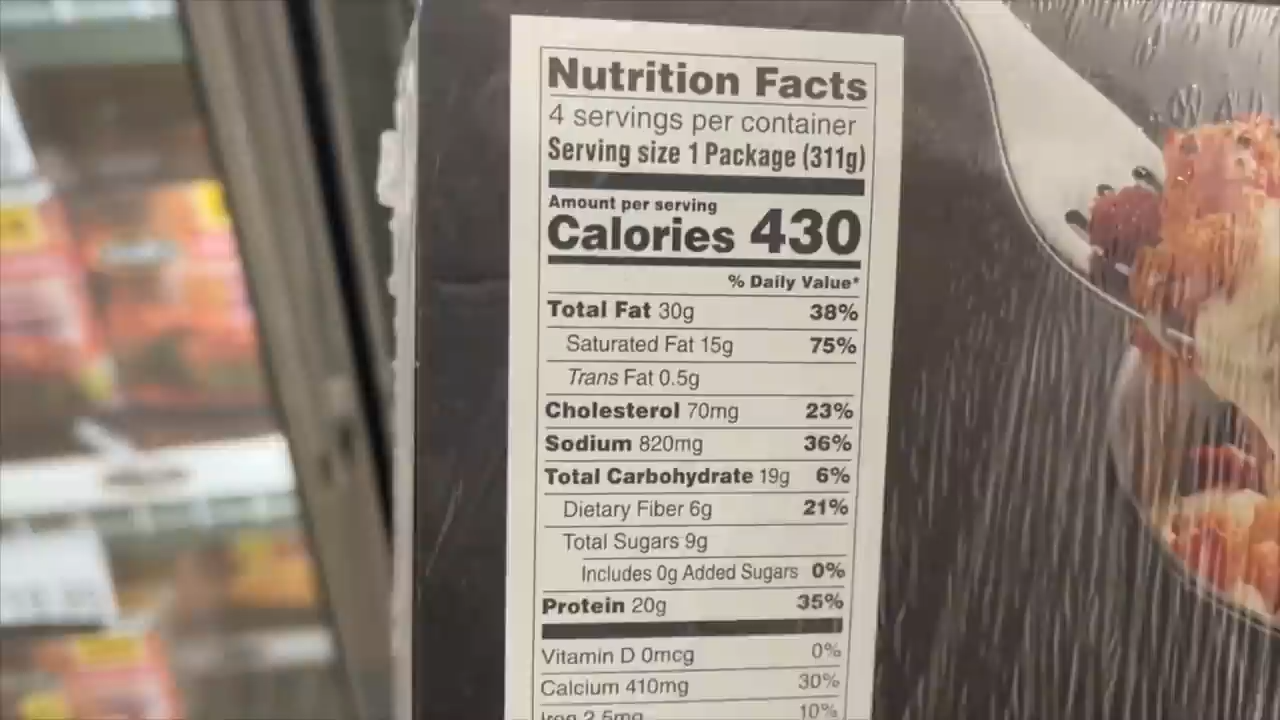 Nutrition Facts
4 servings per container
Serving size 1 Package (311g)
Amount per serving
Calories 430
% Daily Value*
Total Fat 30g 38%
Saturated Fat 15g 75%
Trans Fat 0.5g
Cholesterol 70mg 23%
Sodium 820mg 36%
Total Carbohydrate 19g 6%
Dietary Fiber 6g 21%
Total Sugars 9g
Includes 0g Added Sugars 0%
Protein 20g 35%
Vitamin D 0mcg 0%
Calcium 410mg 30%
Iron 2.5mg 10%